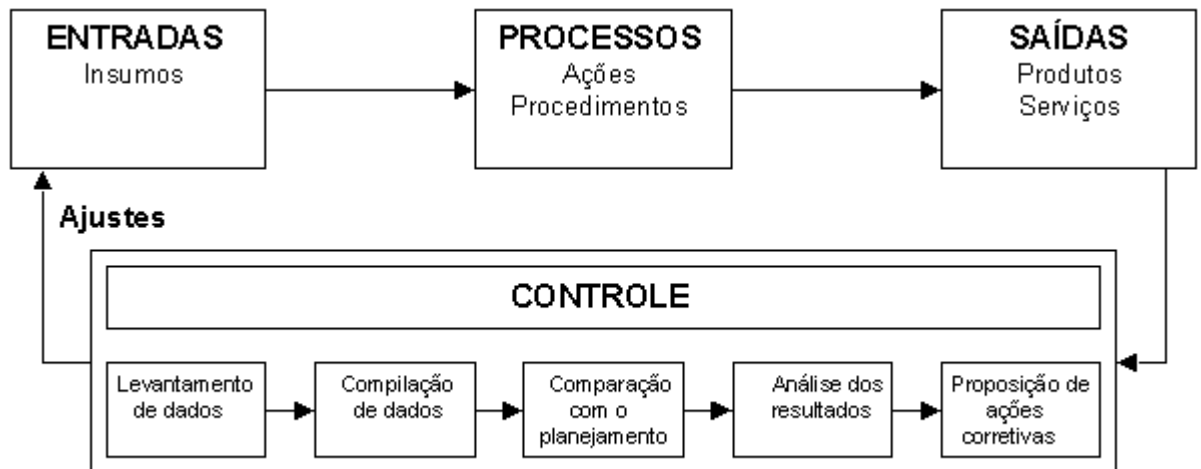 ENTRADAS
Insumos
PROCESSOS
Ações
Procedimentos
SAÍDAS
Produtos
Serviços
Ajustes
CONTROLE
Levantamento
de dados
Compilação
de dados
Comparação
com o
planejamento
Análise dos
resultados
Proposição de
ações
corretivas